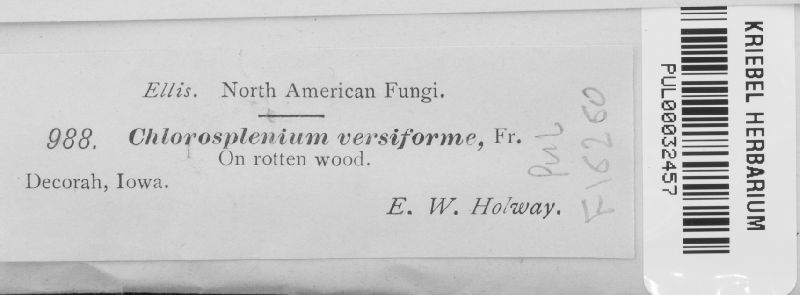 Ellis. North American Fungi.
988. Chlorosplenium versiforme, Fr.
On rotten wood.
Decorah, Iowa.
E. W. Holway.
PUL
F16260
PUL00032457
KRIEBEL HERBARIUM